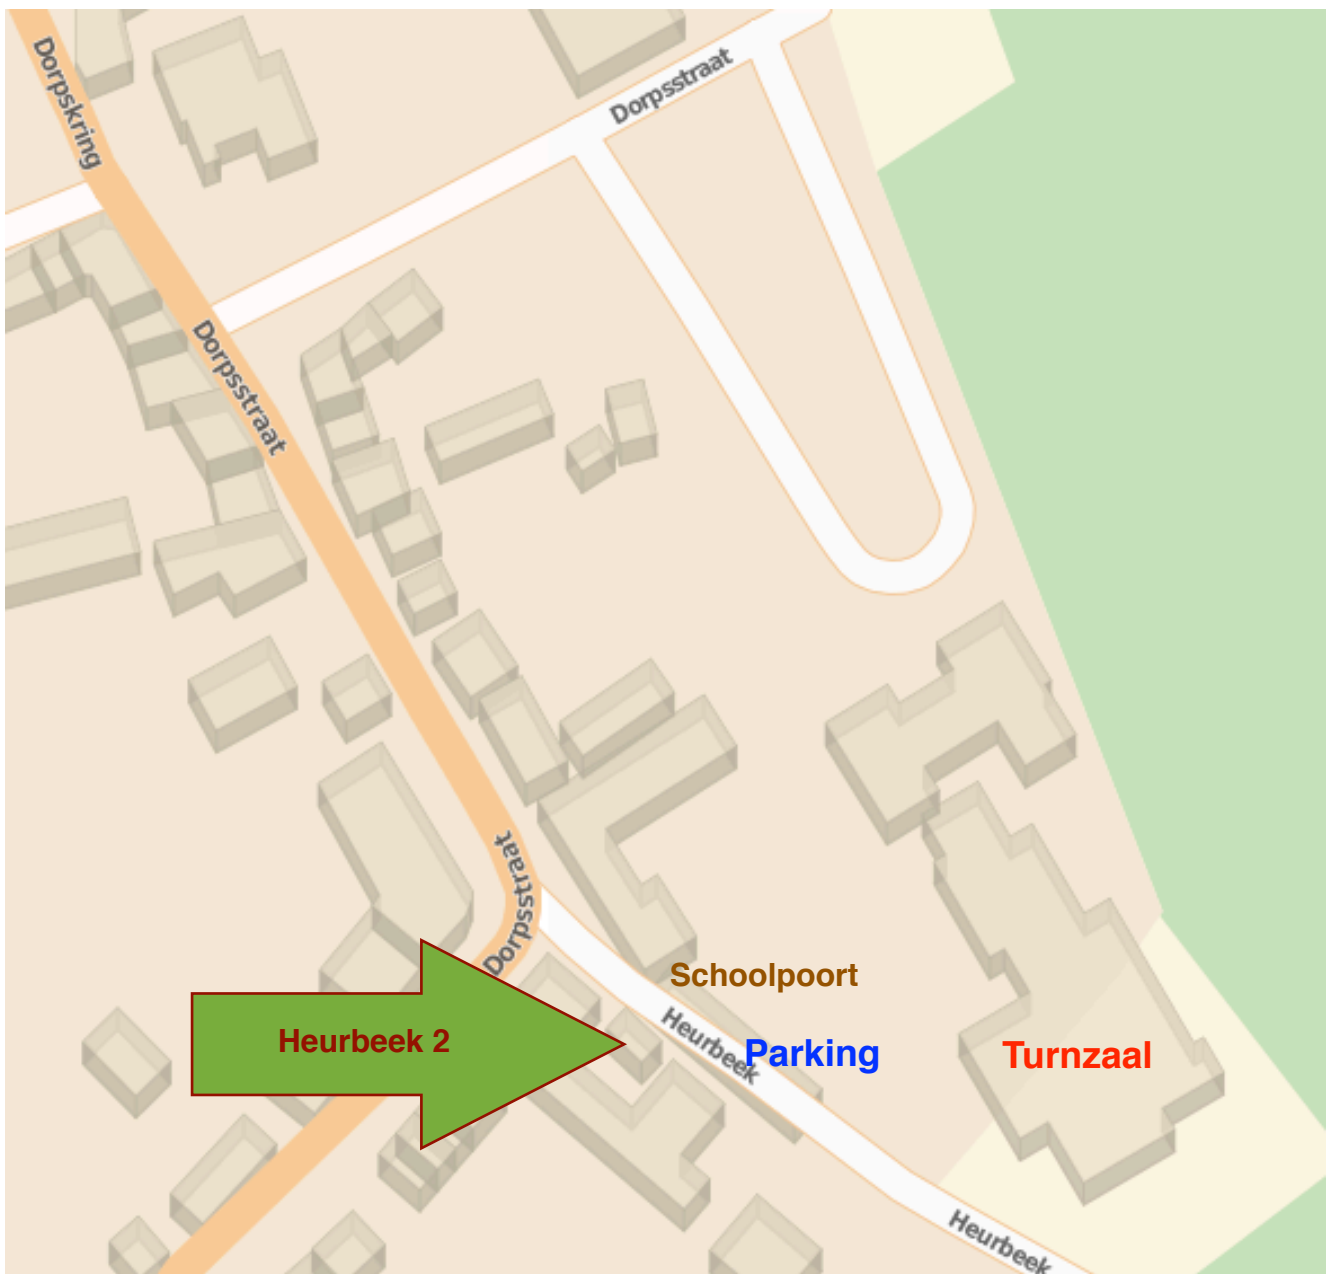 Dorpskring
Dorpsstraat
Dorpsstraat
Dorpsstraat
Schoolpoort
Heurbeek 2
Heurbeek
Parking
Turnzaal
Heurbeek